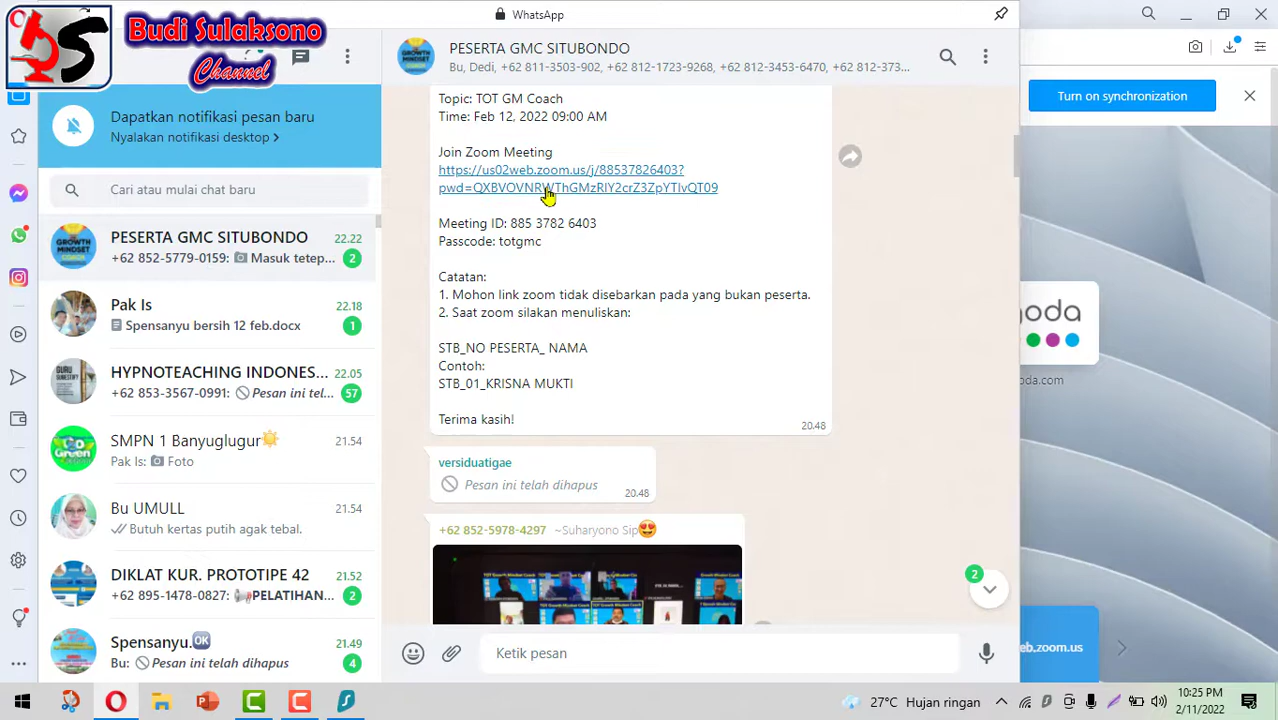 WhatsApp
Budi Sulaksono
Channel
PESERTA GMC SITUBONDO
Bu, Dedi, +62 811-3503-902, +62 812-1723-9268, +62 812-3453-6470, +62 812-373...
Turn on synchronization
Dapatkan notifikasi pesan baru
Nyalakan notifikasi desktop >
Cari atau mulai chat baru
PESERTA GMC SITUBONDO 22.22
+62 852-5779-0159: Masuk tetep... 2
Pak Is 22.18
Spensanyu bersih 12 feb.docx 1
HYPNOTEACHING INDONES... 22.05
+62 853-3567-0991: Pesan ini tel... 57
SMPN 1 Banyuglugur 21.54
Pak Is: Foto
Bu UMULL 21.54
Butuh kertas putih agak tebal.
DIKLAT KUR. PROTOTIPE 42 21.52
+62 895-1478-0827: PELATIHAN... 2
Spensanyu.OK 21.49
Bu: Pesan ini telah dihapus 4
Topic: TOT GM Coach
Time: Feb 12, 2022 09:00 AM
Join Zoom Meeting
https://us02web.zoom.us/j/88537826403?
pwd=QXBVOVNRWThGMzRIY2crZ3ZpYTIvQT09
Meeting ID: 885 3782 6403
Passcode: totgmc
Catatan:
1. Mohon link zoom tidak disebarkan pada yang bukan peserta.
2. Saat zoom silakan menuliskan:
STB_NO PESERTA_ NAMA
Contoh:
STB_01_KRISNA MUKTI
Terima kasih!
20.48
versiduatigae
Pesan ini telah dihapus
20.48
+62 852-5978-4297 ~Suharyono Sip
2
Ketik pesan
oda
oda.com
eb.zoom.us
27°C Hujan ringan
10:25 PM
2/11/2022